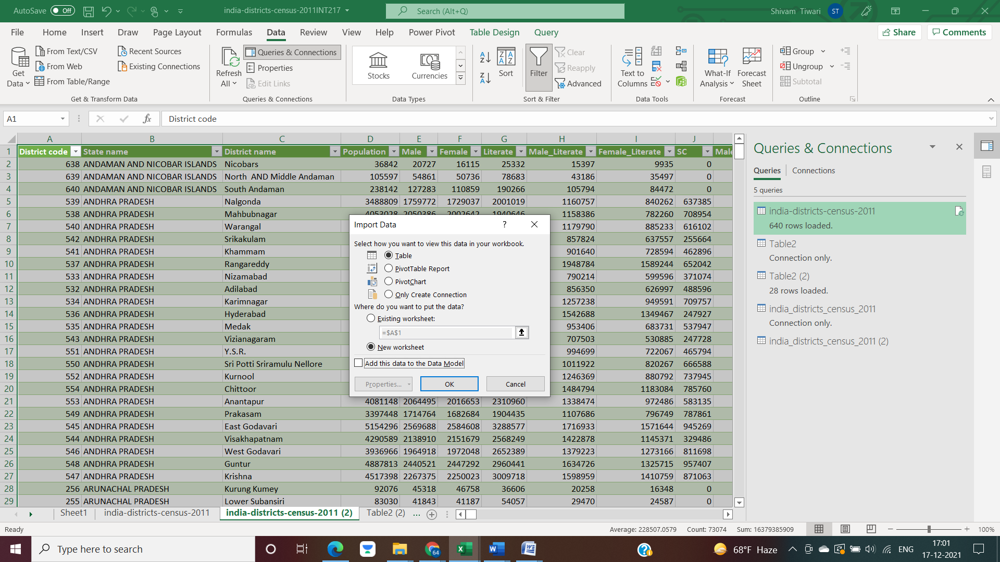 AutoSave Off india-districts-census-2011INT217 Search (Alt+Q) Shivam Tiwari ST
File Home Insert Draw Page Layout Formulas Data Review View Help Power Pivot Table Design Query Share Comments
Get Data
From Text/CSV
From Web
From Table/Range
Recent Sources
Existing Connections
Get & Transform Data
Refresh All
Queries & Connections
Properties
Edit Links
Queries & Connections
Stocks
Currencies
Data Types
Sort
Filter
Clear
Reapply
Advanced
Sort & Filter
Text to Columns
Data Tools
What-If Analysis
Forecast Sheet
Forecast
Group
Ungroup
Subtotal
Outline
A1 fx District code
A B C D E F G H I J
1 District code State name District name Population Male Female Literate Male_Literate Female_Literate SC Male
2 638 ANDAMAN AND NICOBAR ISLANDS Nicobars 36842 20727 16115 25332 15397 9935 0
3 639 ANDAMAN AND NICOBAR ISLANDS North AND Middle Andaman 105597 54861 50736 78683 43186 35497 0
4 640 ANDAMAN AND NICOBAR ISLANDS South Andaman 238142 127283 110859 190266 105794 84472 0
5 539 ANDHRA PRADESH Nalgonda 3488809 1759772 1729037 2001019 1160757 840262 637385
6 538 ANDHRA PRADESH Mahbubnagar 4053028 2050386 2002642 1940646 1158386 782260 708954
7 540 ANDHRA PRADESH Warangal 1179790 885233 616102
8 542 ANDHRA PRADESH Srikakulam 857824 637557 255664
9 541 ANDHRA PRADESH Khammam 901640 728594 462896
10 537 ANDHRA PRADESH Rangareddy 1948784 1589244 652042
11 533 ANDHRA PRADESH Nizamabad 790214 599596 371074
12 532 ANDHRA PRADESH Adilabad 856350 626997 488596
13 534 ANDHRA PRADESH Karimnagar 1257238 949591 709757
14 536 ANDHRA PRADESH Hyderabad 1542688 1349467 247927
15 535 ANDHRA PRADESH Medak 953406 683731 537947
16 543 ANDHRA PRADESH Vizianagaram 707503 530885 247728
17 551 ANDHRA PRADESH Y.S.R. 994699 722067 465794
18 550 ANDHRA PRADESH Sri Potti Sriramulu Nellore 1011922 820267 666588
19 552 ANDHRA PRADESH Kurnool 1246369 880792 737945
20 554 ANDHRA PRADESH Chittoor 1484794 1183084 785760
21 553 ANDHRA PRADESH Anantapur 4081148 2064495 2016653 2310960 1338474 972486 583135
22 549 ANDHRA PRADESH Prakasam 3397448 1714764 1682684 1904435 1107686 796749 787861
23 545 ANDHRA PRADESH East Godavari 5154296 2569688 2584608 3288577 1716933 1571644 945269
24 544 ANDHRA PRADESH Visakhapatnam 4290589 2138910 2151679 2568249 1422878 1145371 329486
25 546 ANDHRA PRADESH West Godavari 3936966 1964918 1972048 2652389 1379223 1273166 811698
26 548 ANDHRA PRADESH Guntur 4887813 2440521 2447292 2960441 1634726 1325715 957407
27 547 ANDHRA PRADESH Krishna 4517398 2267375 2250023 3009718 1598959 1410759 871063
28 256 ARUNACHAL PRADESH Kurung Kumey 92076 45318 46758 36606 20258 16348 0
29 255 ARUNACHAL PRADESH Lower Subansiri 83030 41843 41187 54057 29470 24587 0
Import Data ?
Select how you want to view this data in your workbook.
Table
PivotTable Report
PivotChart
Only Create Connection
Where do you want to put the data?
Existing worksheet:
=$A$1
New worksheet
Add this data to the Data Model
Properties... OK Cancel
Queries & Connections
Queries Connections
5 queries
india-districts-census-2011
640 rows loaded.
Table2
Connection only.
Table2 (2)
28 rows loaded.
india_districts_census_2011
Connection only.
india_districts_census_2011 (2)
Sheet1 india-districts-census-2011 india-districts-census-2011 (2) Table2 (2) ...
Ready Average: 228507.0579 Count: 73074 Sum: 16379385909 100%
Type here to search 64 68°F Haze ENG 17:01
17-12-2021